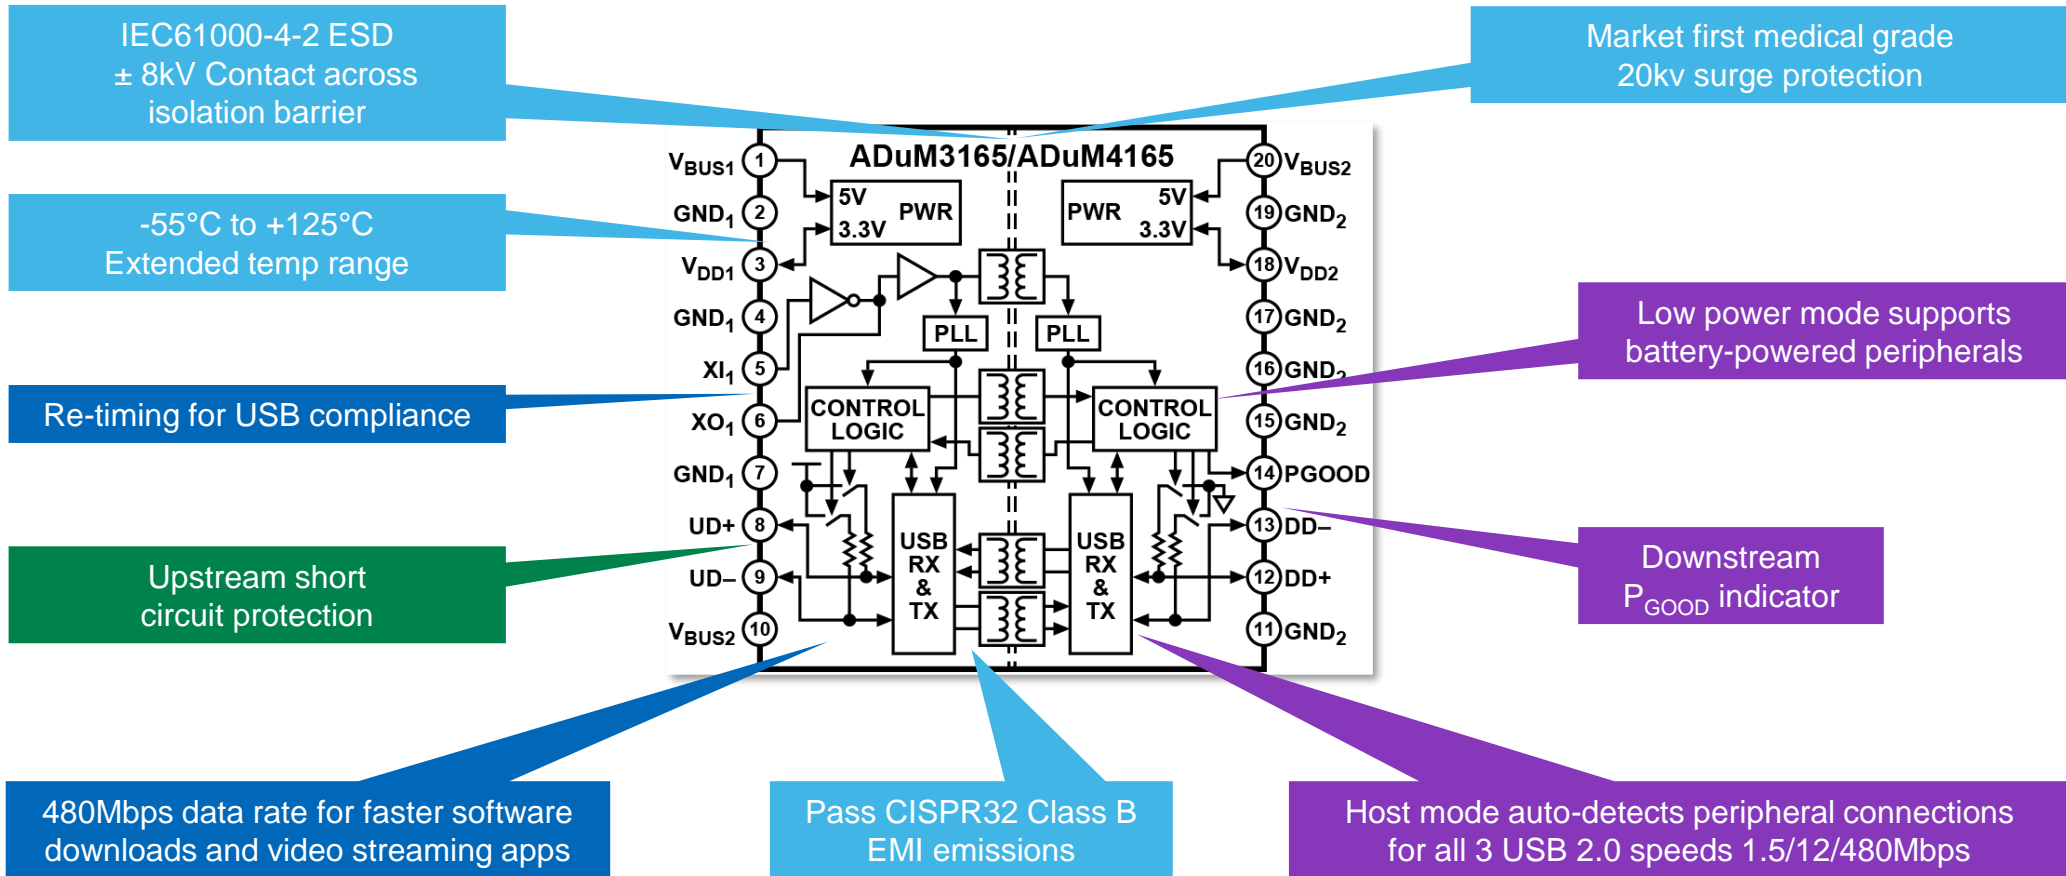 IEC61000-4-2 ESD
± 8kV Contact across
isolation barrier
Market first medical grade
20kv surge protection
-55°C to +125°C
Extended temp range
Re-timing for USB compliance
Upstream short
circuit protection
Low power mode supports
battery-powered peripherals
Downstream
PGOOD indicator
480Mbps data rate for faster software
downloads and video streaming apps
Pass CISPR32 Class B
EMI emissions
Host mode auto-detects peripheral connections
for all 3 USB 2.0 speeds 1.5/12/480Mbps
ADuM3165/ADuM4165
VBUS1 1
GND1 2
VDD1 3
GND1 4
XI1 5
XO1 6
GND1 7
UD+ 8
UD– 9
VBUS2 10
5V
PWR
3.3V
5V
PWR
3.3V
PLL
PLL
CONTROL
LOGIC
CONTROL
LOGIC
USB
RX
&
TX
USB
RX
&
TX
20 VBUS2
19 GND2
18 VDD2
17 GND2
16 GND2
15 GND2
14 PGOOD
13 DD–
12 DD+
11 GND2